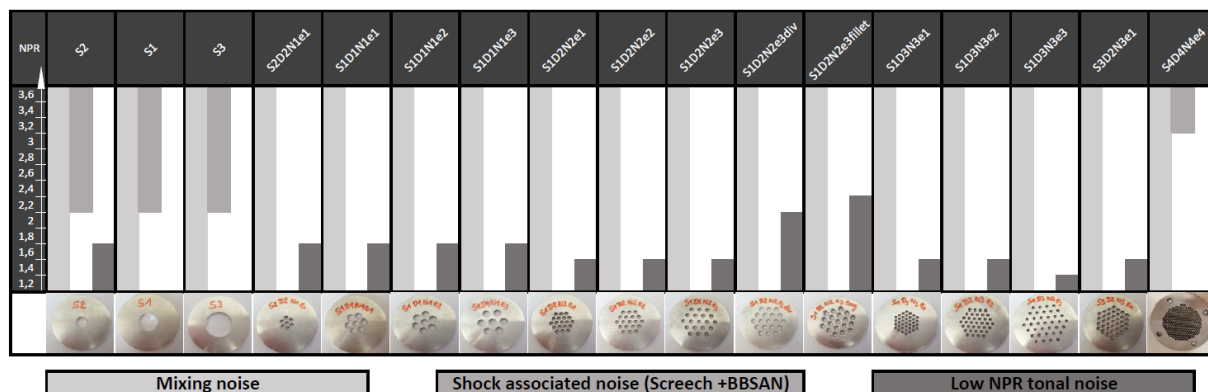 NPR S2 S1 S3 S2D2N1e1 S1D1N1e1 S1D1N1e2 S1D1N1e3 S1D2N2e1 S1D2N2e2 S1D2N2e3 S1D2N2e3div S1D2N2e3fillet S1D3N3e1 S1D3N3e2 S1D3N3e3 S3D2N3e1 S4D4N4e4
3,6
3,4
3,2
3
2,8
2,6
2,4
2,2
2
1,8
1,6
1,4
1,2
S2 S1 S3
Mixing noise
Shock associated noise (Screech +BBSAN)
Low NPR tonal noise